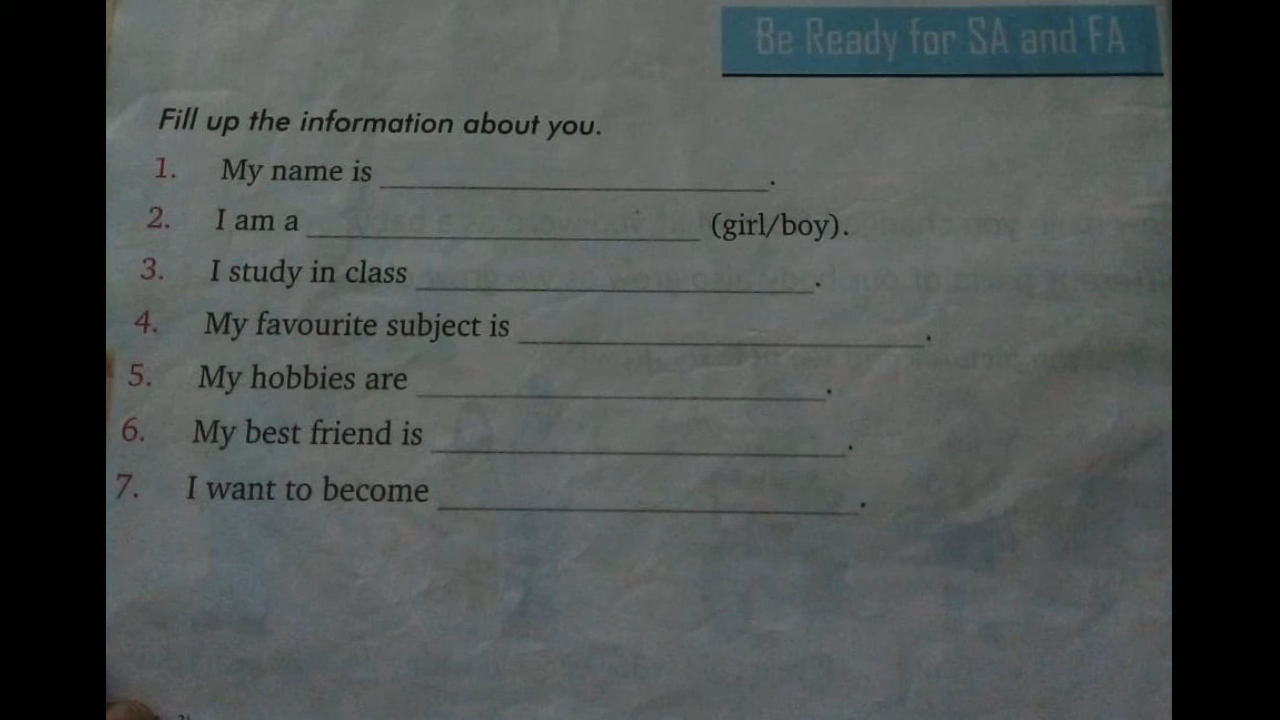 Be Ready for SA and FA
Fill up the information about you.
1. My name is ____________________.
2. I am a ____________________ (girl/boy).
3. I study in class ____________________.
4. My favourite subject is ____________________.
5. My hobbies are ____________________.
6. My best friend is ____________________.
7. I want to become ____________________.